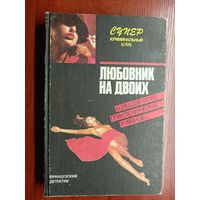 СУПЕР
КРИМИНАЛЬНЫЙ
КЛУБ
ЛЮБОВНИК
НА ДВОИХ
ФРАНЦУЗСКИЙ
ДЕТЕКТИВ